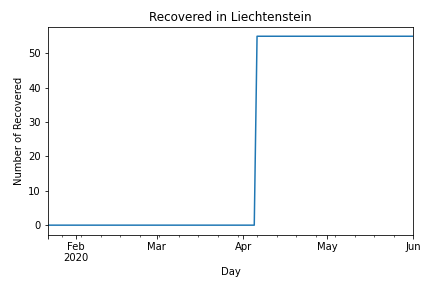 Recovered in Liechtenstein
Number of Recovered
50
40
30
20
10
0
Feb
2020
Mar
Apr
May
Jun
Day